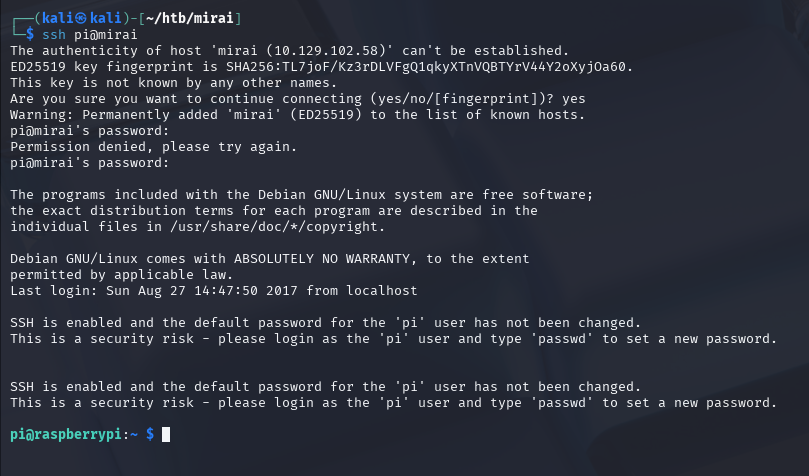 ┌──(kali㉿kali)-[~/htb/mirai]
└─$ ssh pi@mirai
The authenticity of host 'mirai (10.129.102.58)' can't be established.
ED25519 key fingerprint is SHA256:TL7joF/Kz3rDLVFgQ1qkyXTnVQBTYrV44Y2oXyjOa60.
This key is not known by any other names.
Are you sure you want to continue connecting (yes/no/[fingerprint])? yes
Warning: Permanently added 'mirai' (ED25519) to the list of known hosts.
pi@mirai's password:
Permission denied, please try again.
pi@mirai's password:
The programs included with the Debian GNU/Linux system are free software;
the exact distribution terms for each program are described in the
individual files in /usr/share/doc/*/copyright.
Debian GNU/Linux comes with ABSOLUTELY NO WARRANTY, to the extent
permitted by applicable law.
Last login: Sun Aug 27 14:47:50 2017 from localhost
SSH is enabled and the default password for the 'pi' user has not been changed.
This is a security risk - please login as the 'pi' user and type 'passwd' to set a new password.
SSH is enabled and the default password for the 'pi' user has not been changed.
This is a security risk - please login as the 'pi' user and type 'passwd' to set a new password.
pi@raspberrypi:~ $